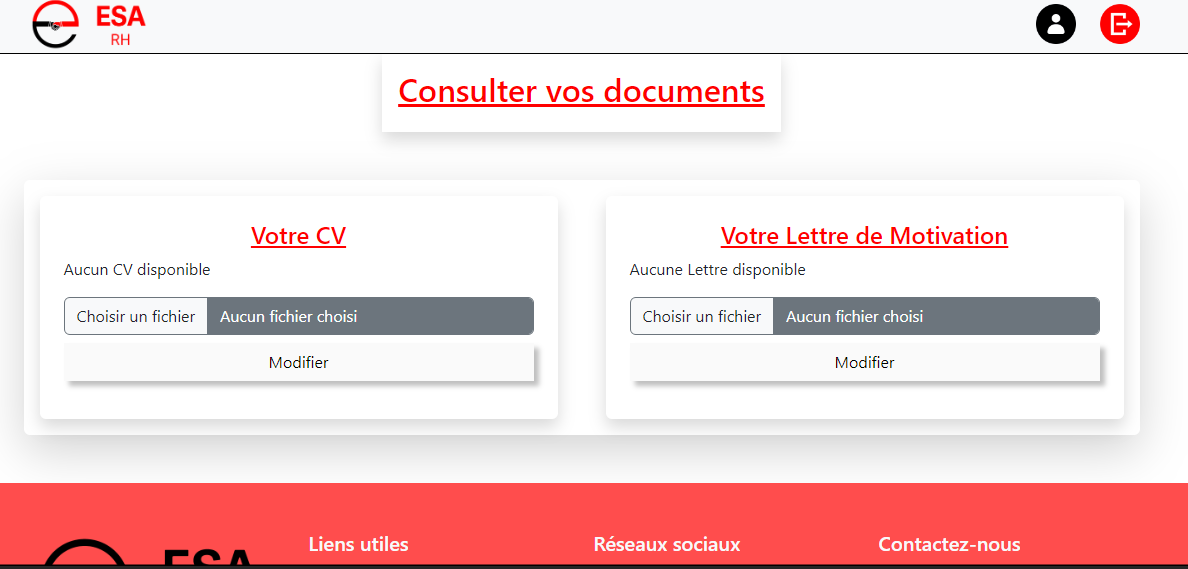 ESA
RH
Consulter vos documents
Votre CV
Aucun CV disponible
Choisir un fichier Aucun fichier choisi
Modifier
Votre Lettre de Motivation
Aucune Lettre disponible
Choisir un fichier Aucun fichier choisi
Modifier
ESA
Liens utiles
Réseaux sociaux
Contactez-nous